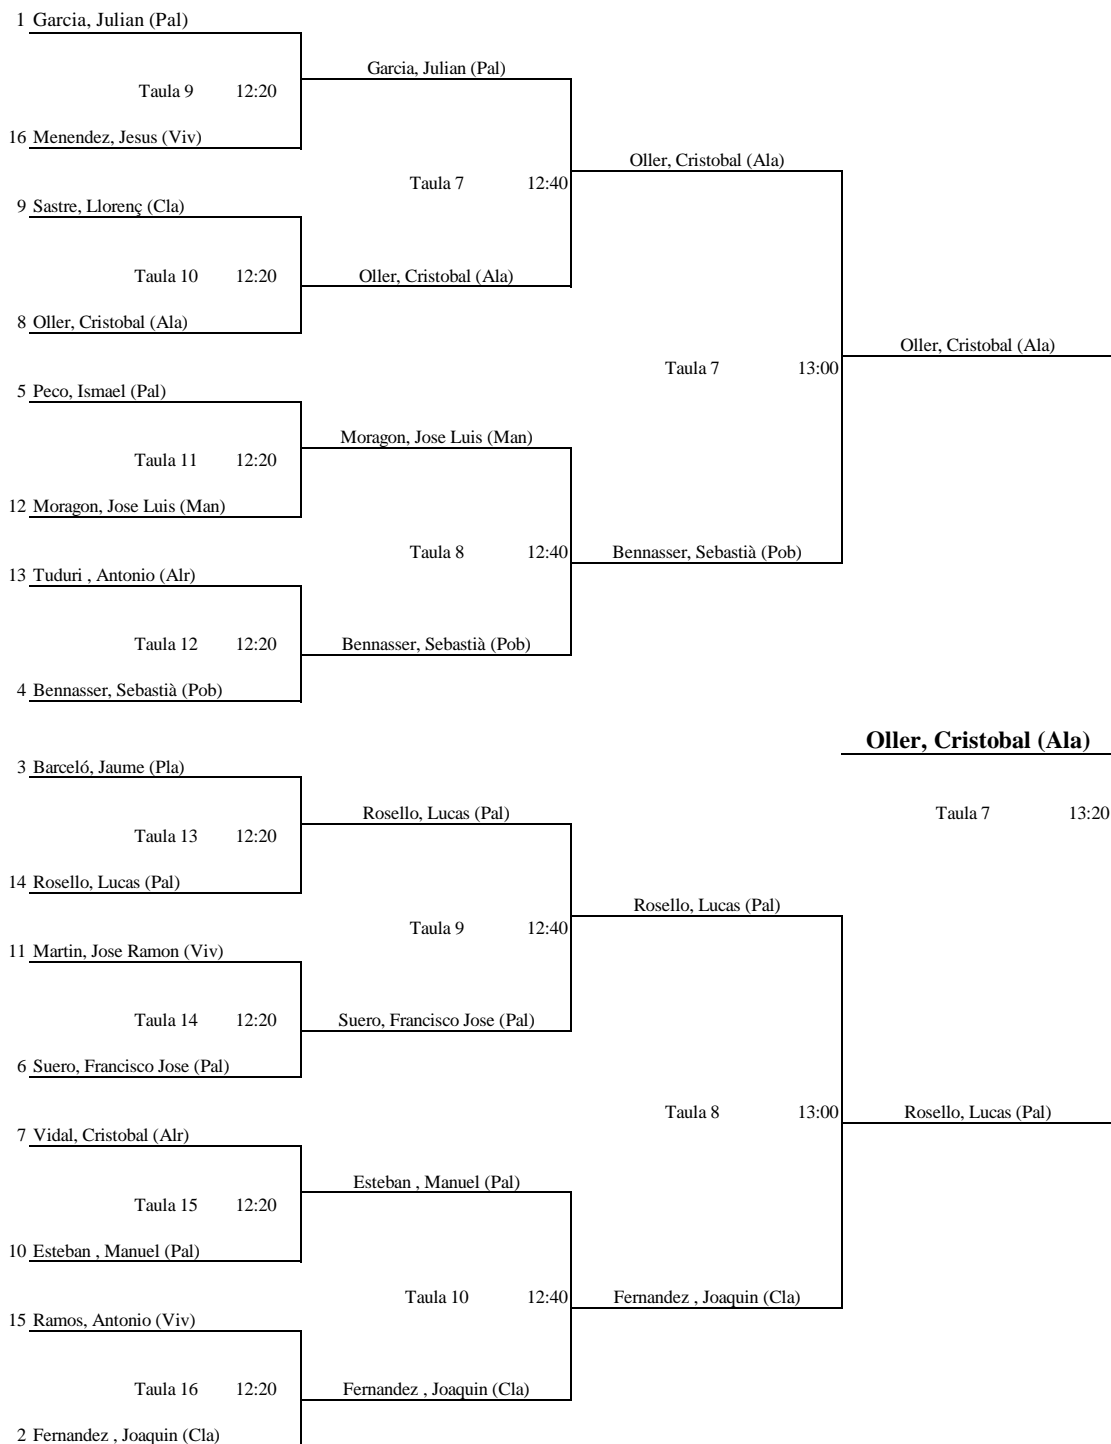 1 Garcia, Julian (Pal)
Garcia, Julian (Pal)
Taula 9 12:20
16 Menendez, Jesus (Viv)
Oller, Cristobal (Ala)
Taula 7 12:40
9 Sastre, Llorenç (Cla)
Taula 10 12:20 Oller, Cristobal (Ala)
8 Oller, Cristobal (Ala)
Oller, Cristobal (Ala)
Taula 7 13:00
5 Peco, Ismael (Pal)
Moragon, Jose Luis (Man)
Taula 11 12:20
12 Moragon, Jose Luis (Man)
Taula 8 12:40 Bennasser, Sebastià (Pob)
13 Tuduri , Antonio (Alr)
Taula 12 12:20 Bennasser, Sebastià (Pob)
4 Bennasser, Sebastià (Pob)
Oller, Cristobal (Ala)
3 Barceló, Jaume (Pla)
Rosello, Lucas (Pal) Taula 7 13:20
Taula 13 12:20
14 Rosello, Lucas (Pal)
Rosello, Lucas (Pal)
Taula 9 12:40
11 Martin, Jose Ramon (Viv)
Taula 14 12:20 Suero, Francisco Jose (Pal)
6 Suero, Francisco Jose (Pal)
Taula 8 13:00 Rosello, Lucas (Pal)
7 Vidal, Cristobal (Alr)
Esteban , Manuel (Pal)
Taula 15 12:20
10 Esteban , Manuel (Pal)
Taula 10 12:40 Fernandez , Joaquin (Cla)
15 Ramos, Antonio (Viv)
Taula 16 12:20 Fernandez , Joaquin (Cla)
2 Fernandez , Joaquin (Cla)